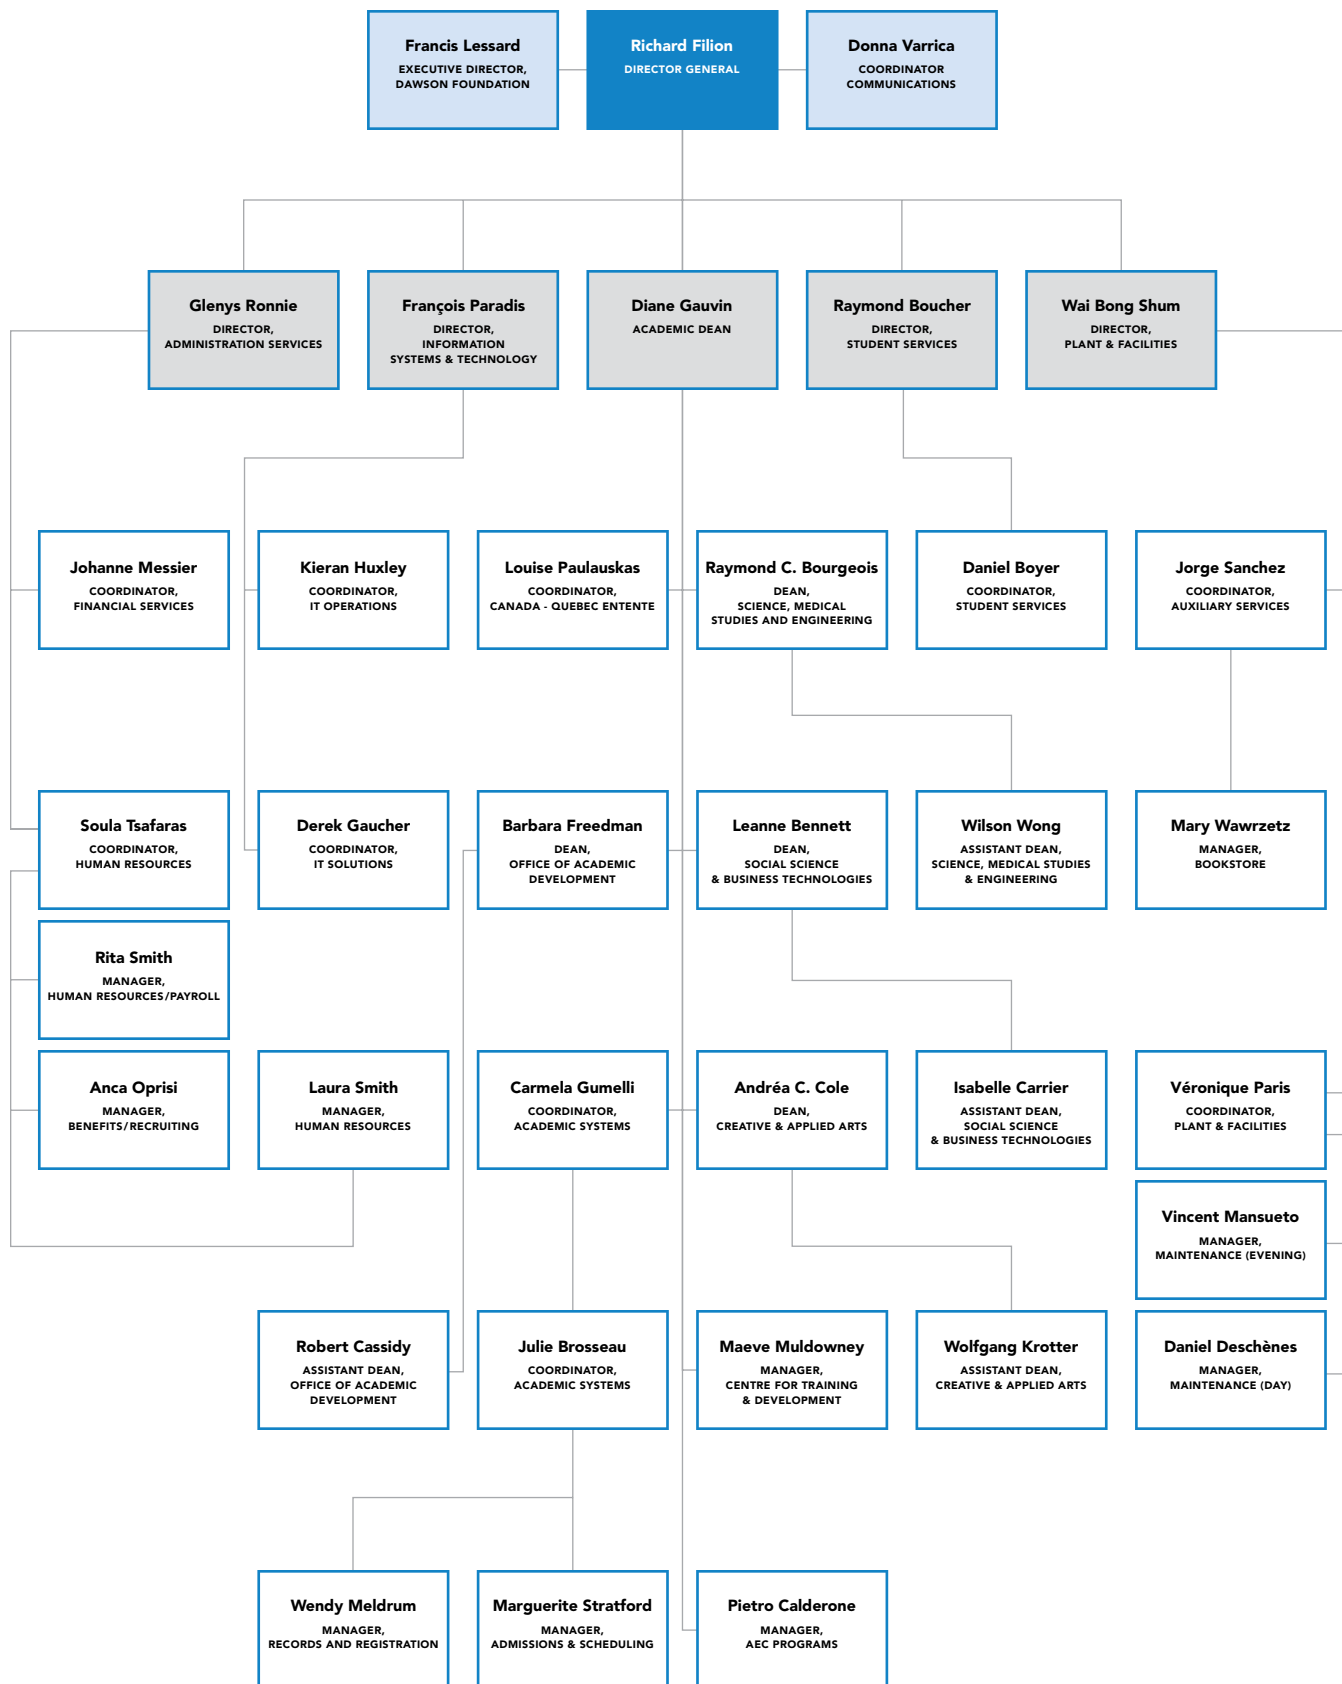 Francis Lessard
EXECUTIVE DIRECTOR,
DAWSON FOUNDATION
Richard Filion
DIRECTOR GENERAL
Donna Varrica
COORDINATOR
COMMUNICATIONS
Glenys Ronnie
DIRECTOR,
ADMINISTRATION SERVICES
François Paradis
DIRECTOR,
INFORMATION
SYSTEMS & TECHNOLOGY
Diane Gauvin
ACADEMIC DEAN
Raymond Boucher
DIRECTOR,
STUDENT SERVICES
Wai Bong Shum
DIRECTOR,
PLANT & FACILITIES
Johanne Messier
COORDINATOR,
FINANCIAL SERVICES
Kieran Huxley
COORDINATOR,
IT OPERATIONS
Louise Paulauskas
COORDINATOR,
CANADA - QUEBEC ENTENTE
Raymond C. Bourgeois
DEAN,
SCIENCE, MEDICAL
STUDIES AND ENGINEERING
Daniel Boyer
COORDINATOR,
STUDENT SERVICES
Jorge Sanchez
COORDINATOR,
AUXILIARY SERVICES
Soula Tsafaras
COORDINATOR,
HUMAN RESOURCES
Derek Gaucher
COORDINATOR,
IT SOLUTIONS
Barbara Freedman
DEAN,
OFFICE OF ACADEMIC
DEVELOPMENT
Leanne Bennett
DEAN,
SOCIAL SCIENCE
& BUSINESS TECHNOLOGIES
Wilson Wong
ASSISTANT DEAN,
SCIENCE, MEDICAL STUDIES
& ENGINEERING
Mary Wawrzetz
MANAGER,
BOOKSTORE
Rita Smith
MANAGER,
HUMAN RESOURCES/PAYROLL
Anca Oprisi
MANAGER,
BENEFITS/RECRUITING
Laura Smith
MANAGER,
HUMAN RESOURCES
Carmela Gumelli
COORDINATOR,
ACADEMIC SYSTEMS
Andréa C. Cole
DEAN,
CREATIVE & APPLIED ARTS
Isabelle Carrier
ASSISTANT DEAN,
SOCIAL SCIENCE
& BUSINESS TECHNOLOGIES
Véronique Paris
COORDINATOR,
PLANT & FACILITIES
Vincent Mansueto
MANAGER,
MAINTENANCE (EVENING)
Robert Cassidy
ASSISTANT DEAN,
OFFICE OF ACADEMIC
DEVELOPMENT
Julie Brosseau
COORDINATOR,
ACADEMIC SYSTEMS
Maeve Muldowney
MANAGER,
CENTRE FOR TRAINING
& DEVELOPMENT
Wolfgang Krotter
ASSISTANT DEAN,
CREATIVE & APPLIED ARTS
Daniel Deschènes
MANAGER,
MAINTENANCE (DAY)
Wendy Meldrum
MANAGER,
RECORDS AND REGISTRATION
Marguerite Stratford
MANAGER,
ADMISSIONS & SCHEDULING
Pietro Calderone
MANAGER,
AEC PROGRAMS